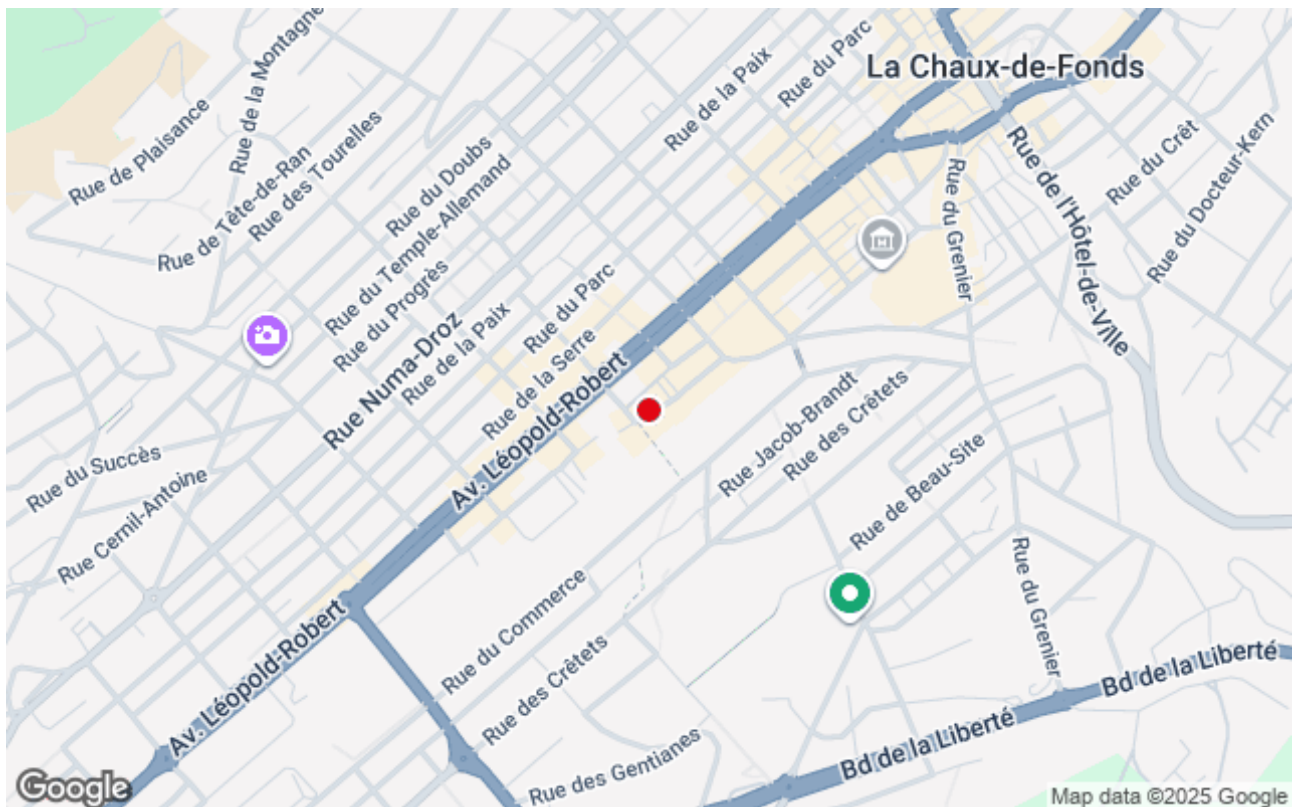 La Chaux-de-Fonds
Rue de la Montagne
Rue du Parc
Rue de la Paix
Rue de Plaisance
Rue des Tourelles
Rue du Doubs
Rue de Tête-de-Ran
Rue du Temple-Allemand
Rue du Progrès
Rue du Grenier
Rue de l'Hôtel-de-Ville
Rue du Crêt
Rue du Docteur-Kern
Rue du Parc
Rue Numa-Droz
Rue de la Paix
Rue de la Serre
Av. Léopold-Robert
Rue Jacob-Brandt
Rue des Crêtets
Rue du Succès
Rue Cernil-Antoine
Rue de Beau-Site
Rue du Commerce
Rue du Grenier
Av. Léopold-Robert
Rue des Crêtets
Bd de la Liberté
Bd de la Liberté
Rue des Gentianes
Google
Map data ©2025 Google